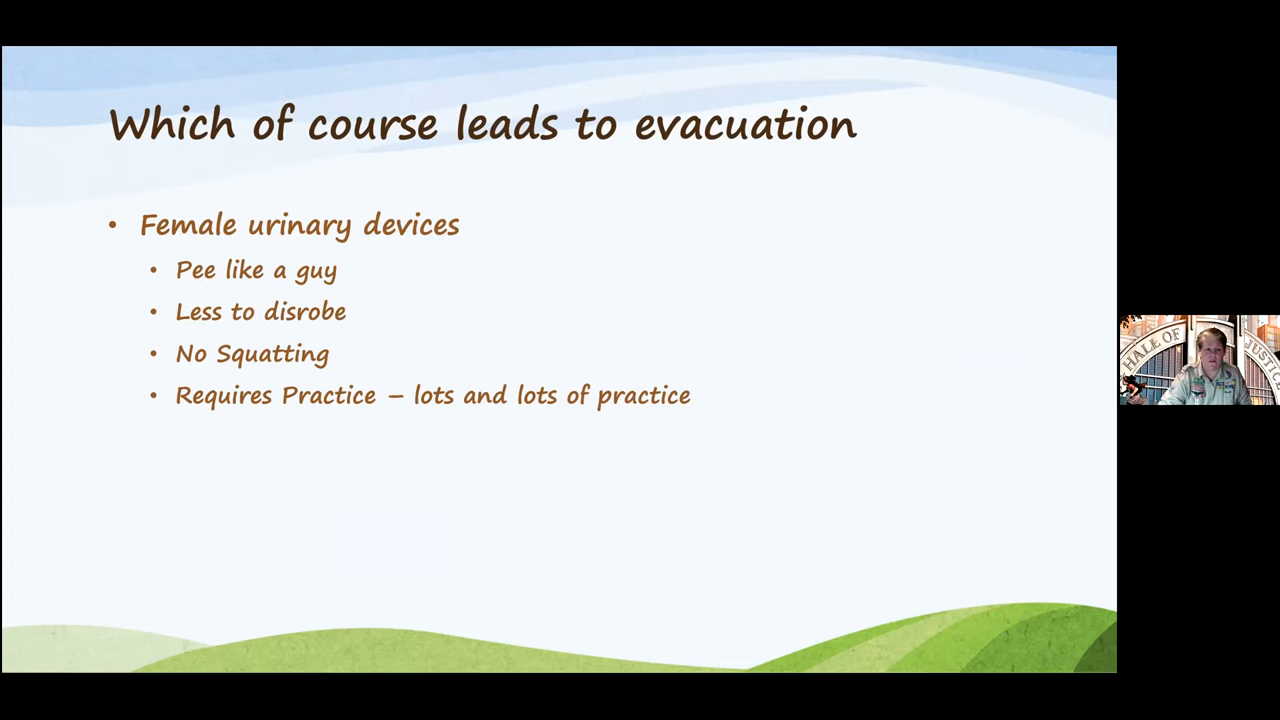 Which of course leads to evacuation
• Female urinary devices
• Pee like a guy
• Less to disrobe
• No Squatting
• Requires Practice – lots and lots of practice
HALL OF JUSTICE